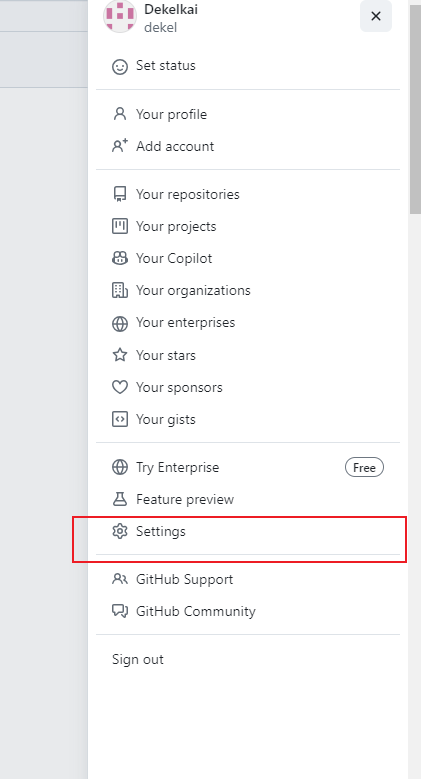 Dekelkai
dekel
Set status
Your profile
Add account
Your repositories
Your projects
Your Copilot
Your organizations
Your enterprises
Your stars
Your sponsors
Your gists
Try Enterprise Free
Feature preview
Settings
GitHub Support
GitHub Community
Sign out